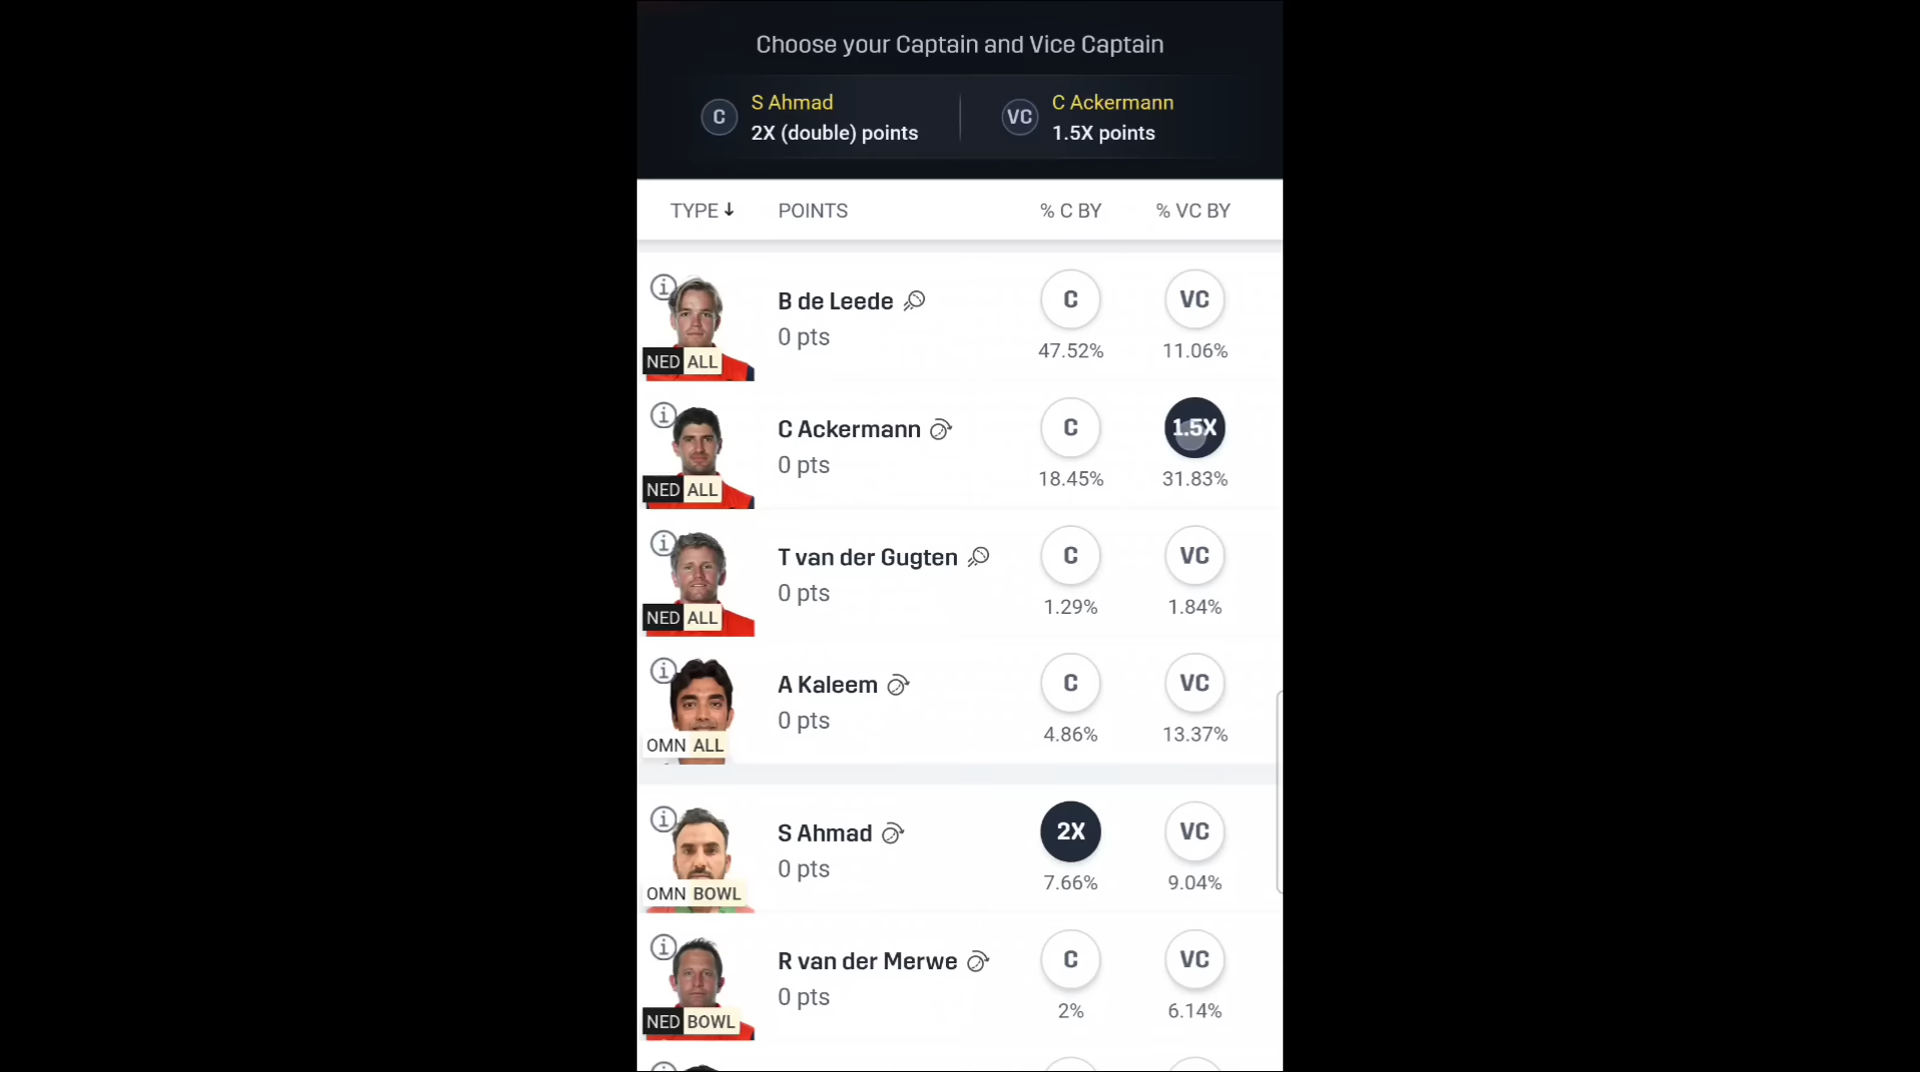 Choose your Captain and Vice Captain
C
S Ahmad
2X (double) points
VC
C Ackermann
1.5X points
TYPE POINTS % C BY % VC BY
B de Leede
0 pts
C VC
47.52% 11.06%
NED ALL
C Ackermann
0 pts
C 1.5X
18.45% 31.83%
NED ALL
T van der Gugten
0 pts
C VC
1.29% 1.84%
NED ALL
A Kaleem
0 pts
C VC
4.86% 13.37%
OMN ALL
S Ahmad
0 pts
2X VC
7.66% 9.04%
OMN BOWL
R van der Merwe
0 pts
C VC
2% 6.14%
NED BOWL